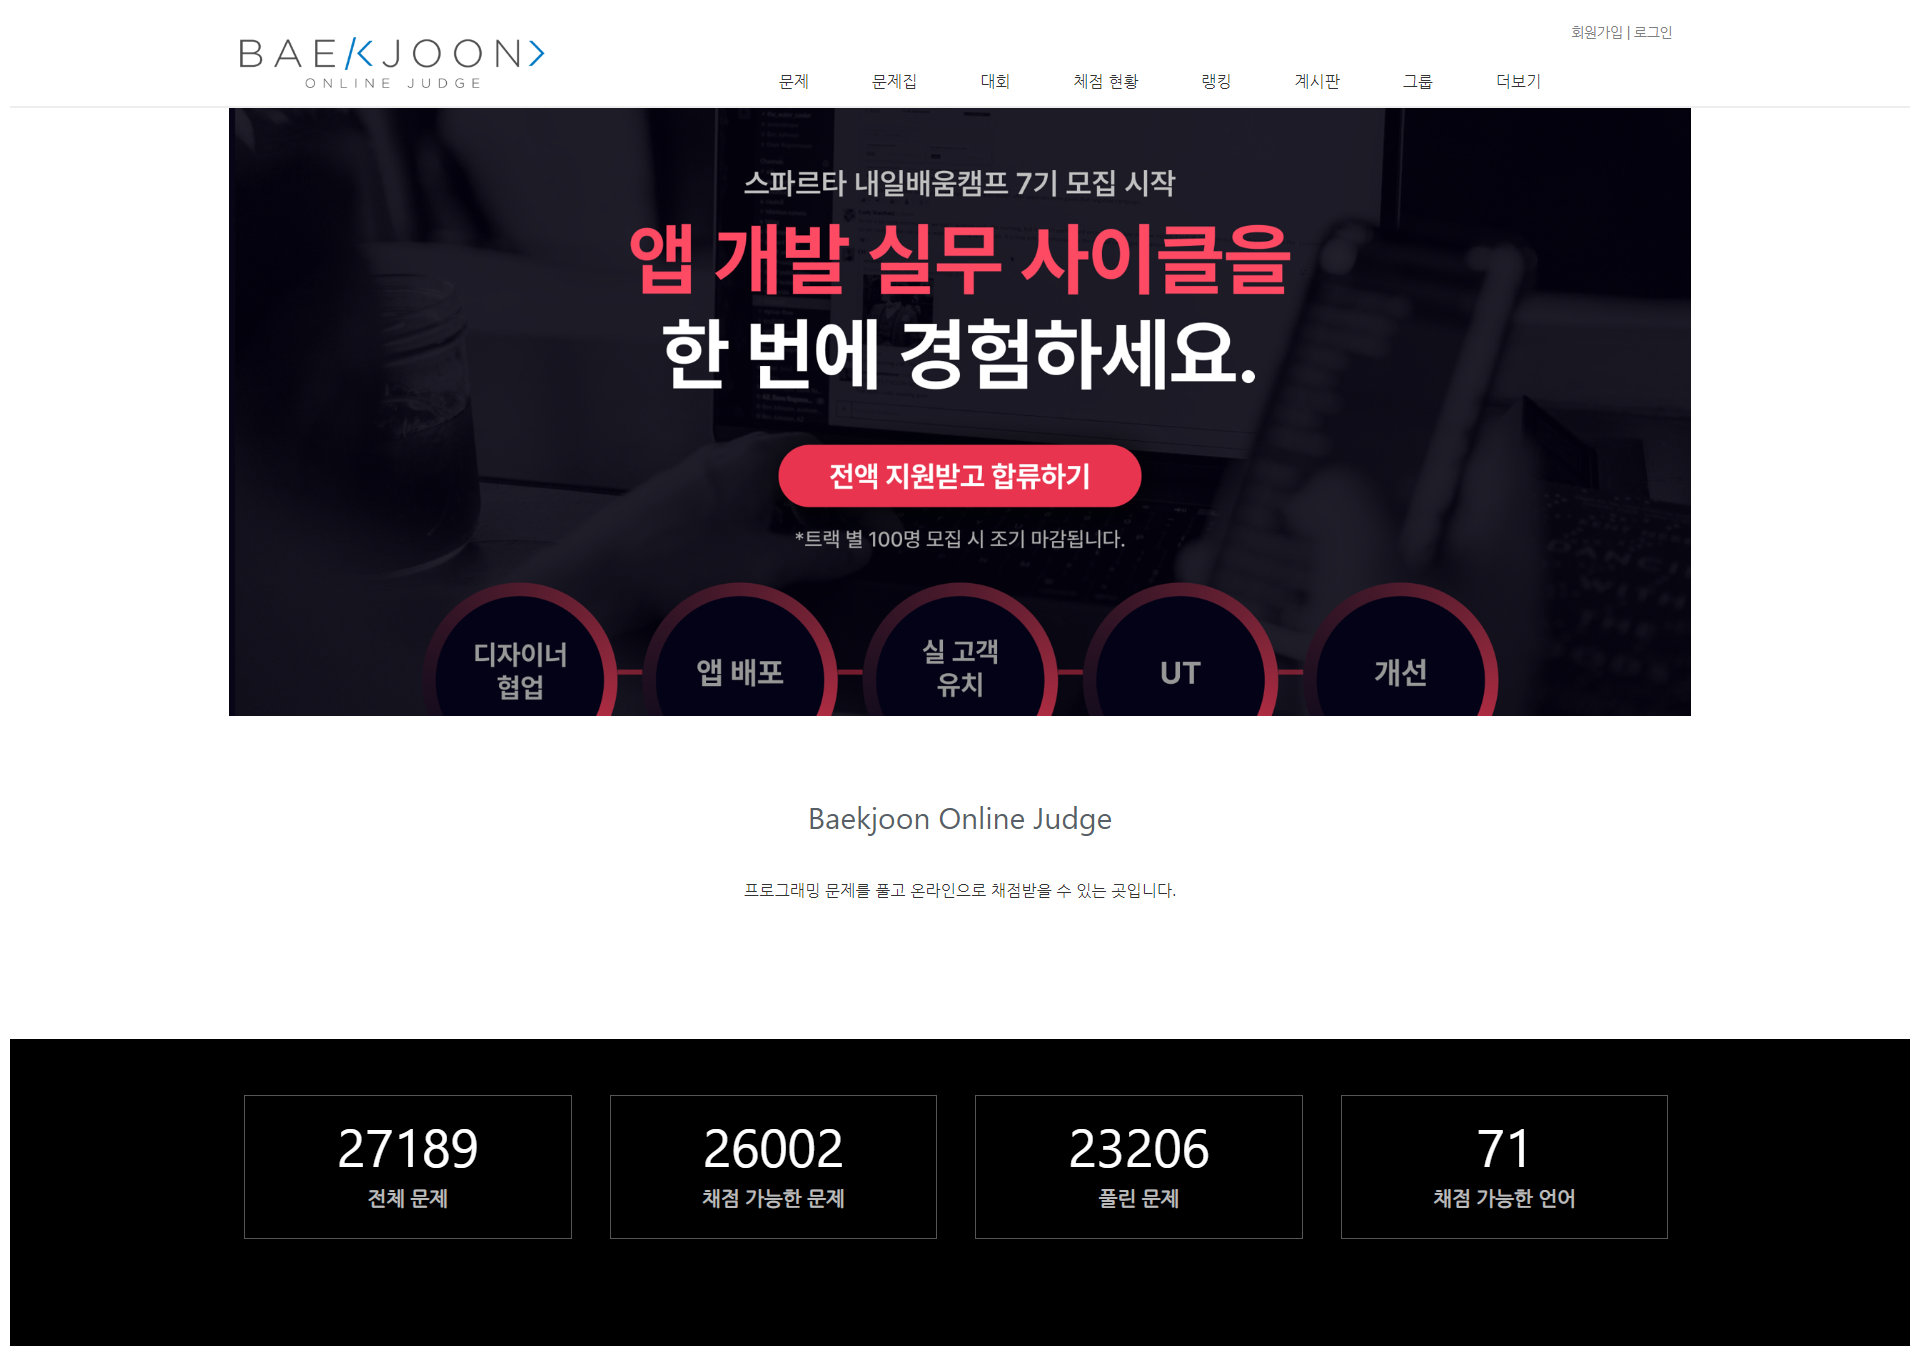 회원가입 | 로그인
BAEKJOON
ONLINE JUDGE
문제 문제집 대회 채점 현황 랭킹 게시판 그룹 더보기
스파르타 내일배움캠프 7기 모집 시작
앱 개발 실무 사이클을
한 번에 경험하세요.
전액 지원받고 합류하기
*트랙 별 100명 모집 시 조기 마감됩니다.
디자이너
협업
앱 배포
실 고객
유치
UT
개선
Baekjoon Online Judge
프로그래밍 문제를 풀고 온라인으로 채점받을 수 있는 곳입니다.
27189
전체 문제
26002
채점 가능한 문제
23206
풀린 문제
71
채점 가능한 언어